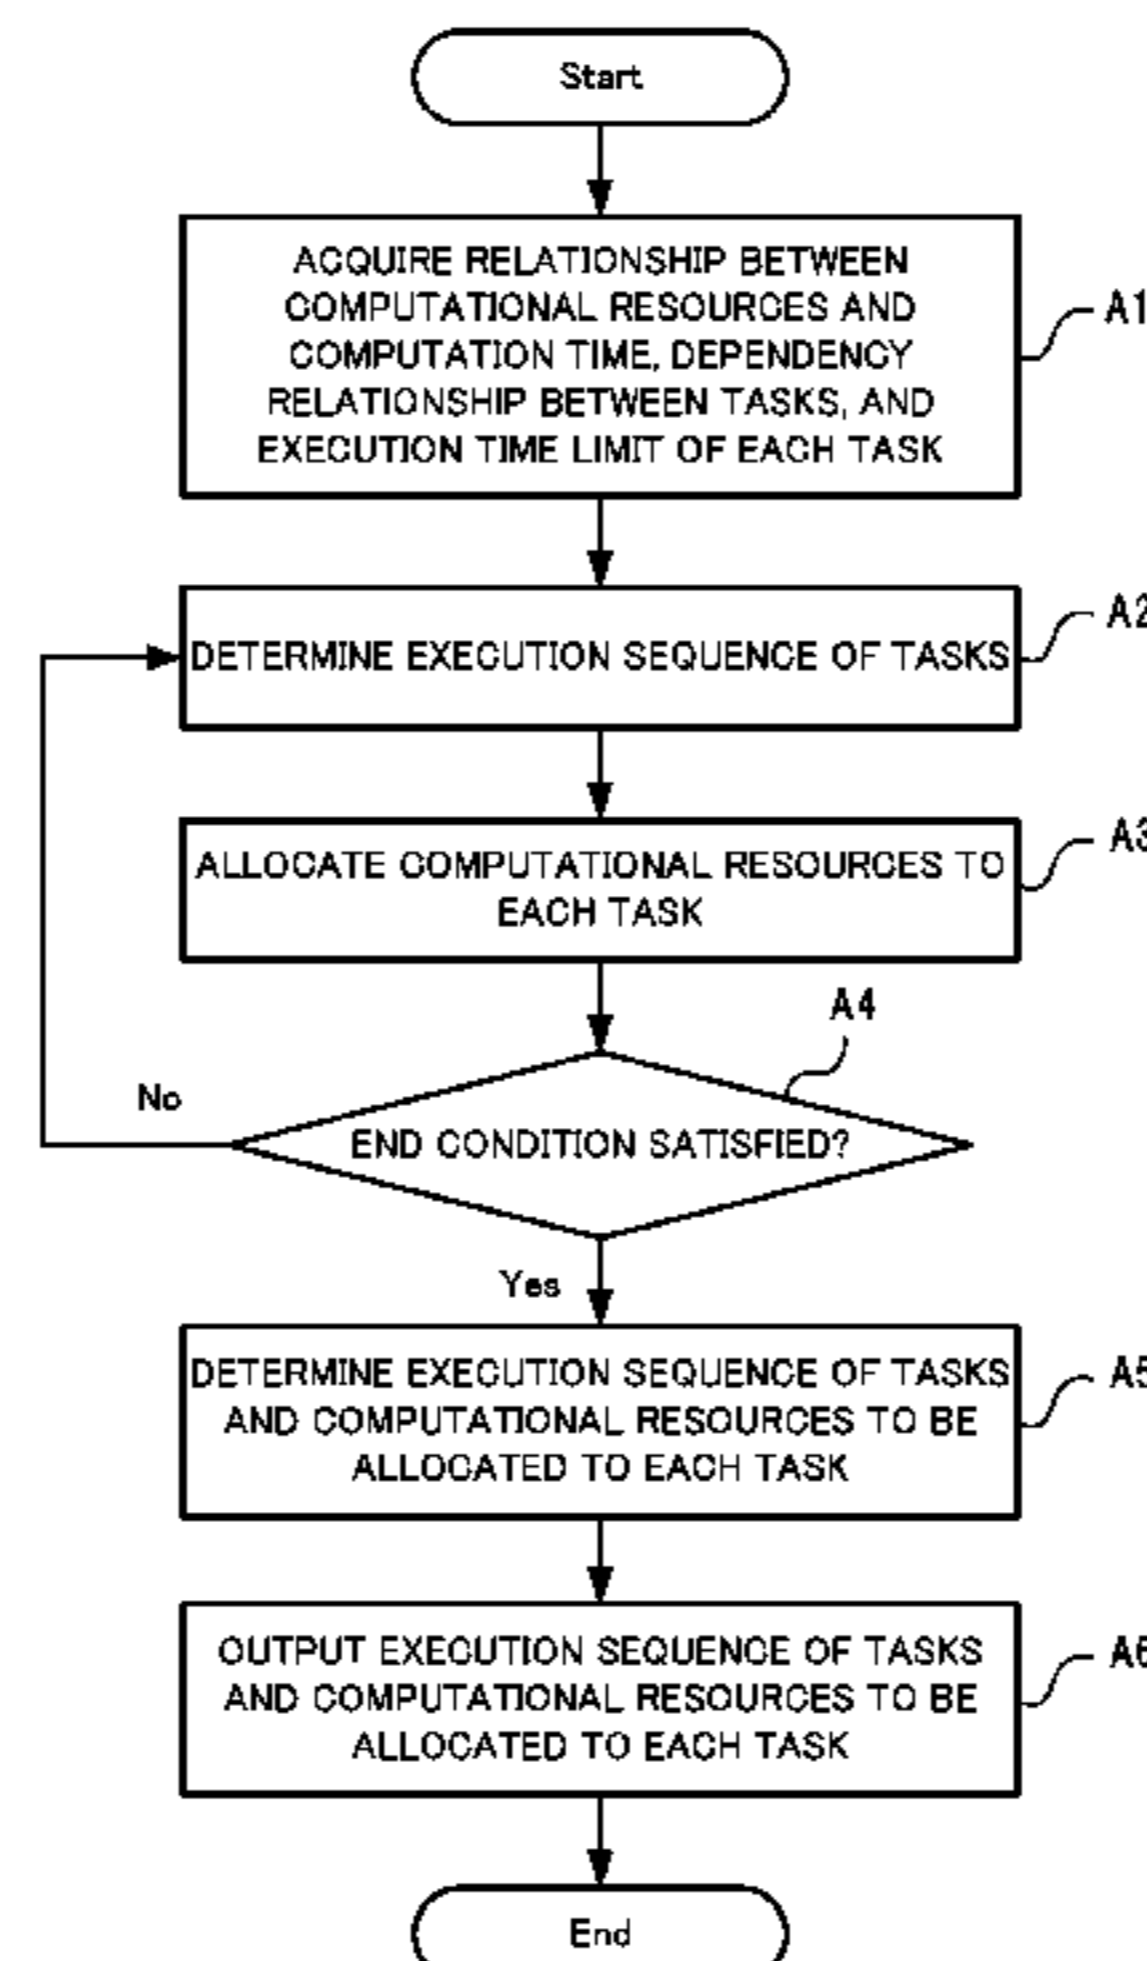 Start
ACQUIRE RELATIONSHIP BETWEEN
COMPUTATIONAL RESOURCES AND
COMPUTATION TIME, DEPENDENCY
RELATIONSHIP BETWEEN TASKS, AND
EXECUTION TIME LIMIT OF EACH TASK
A1
DETERMINE EXECUTION SEQUENCE OF TASKS
A2
ALLOCATE COMPUTATIONAL RESOURCES TO
EACH TASK
A3
A4
END CONDITION SATISFIED?
No
Yes
DETERMINE EXECUTION SEQUENCE OF TASKS
AND COMPUTATIONAL RESOURCES TO BE
ALLOCATED TO EACH TASK
A5
OUTPUT EXECUTION SEQUENCE OF TASKS
AND COMPUTATIONAL RESOURCES TO BE
ALLOCATED TO EACH TASK
A6
End